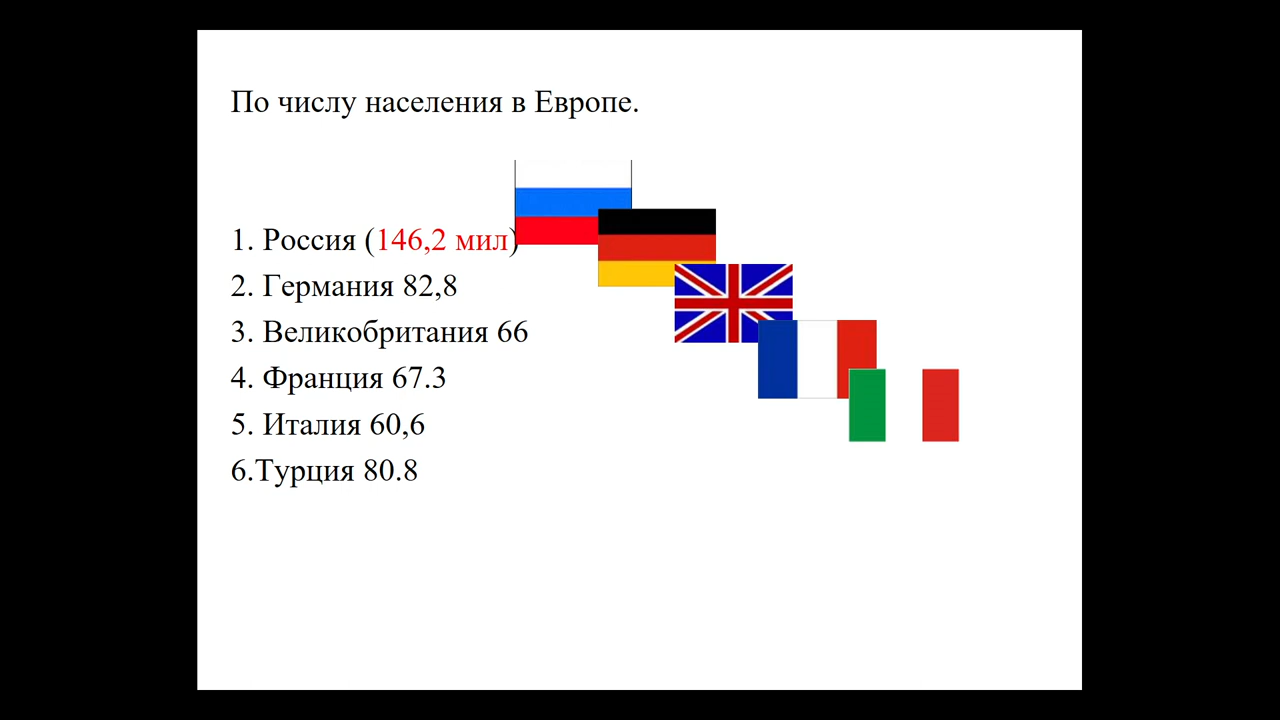 По числу населения в Европе.
1. Россия (146,2 мил)
2. Германия 82,8
3. Великобритания 66
4. Франция 67.3
5. Италия 60,6
6.Турция 80.8